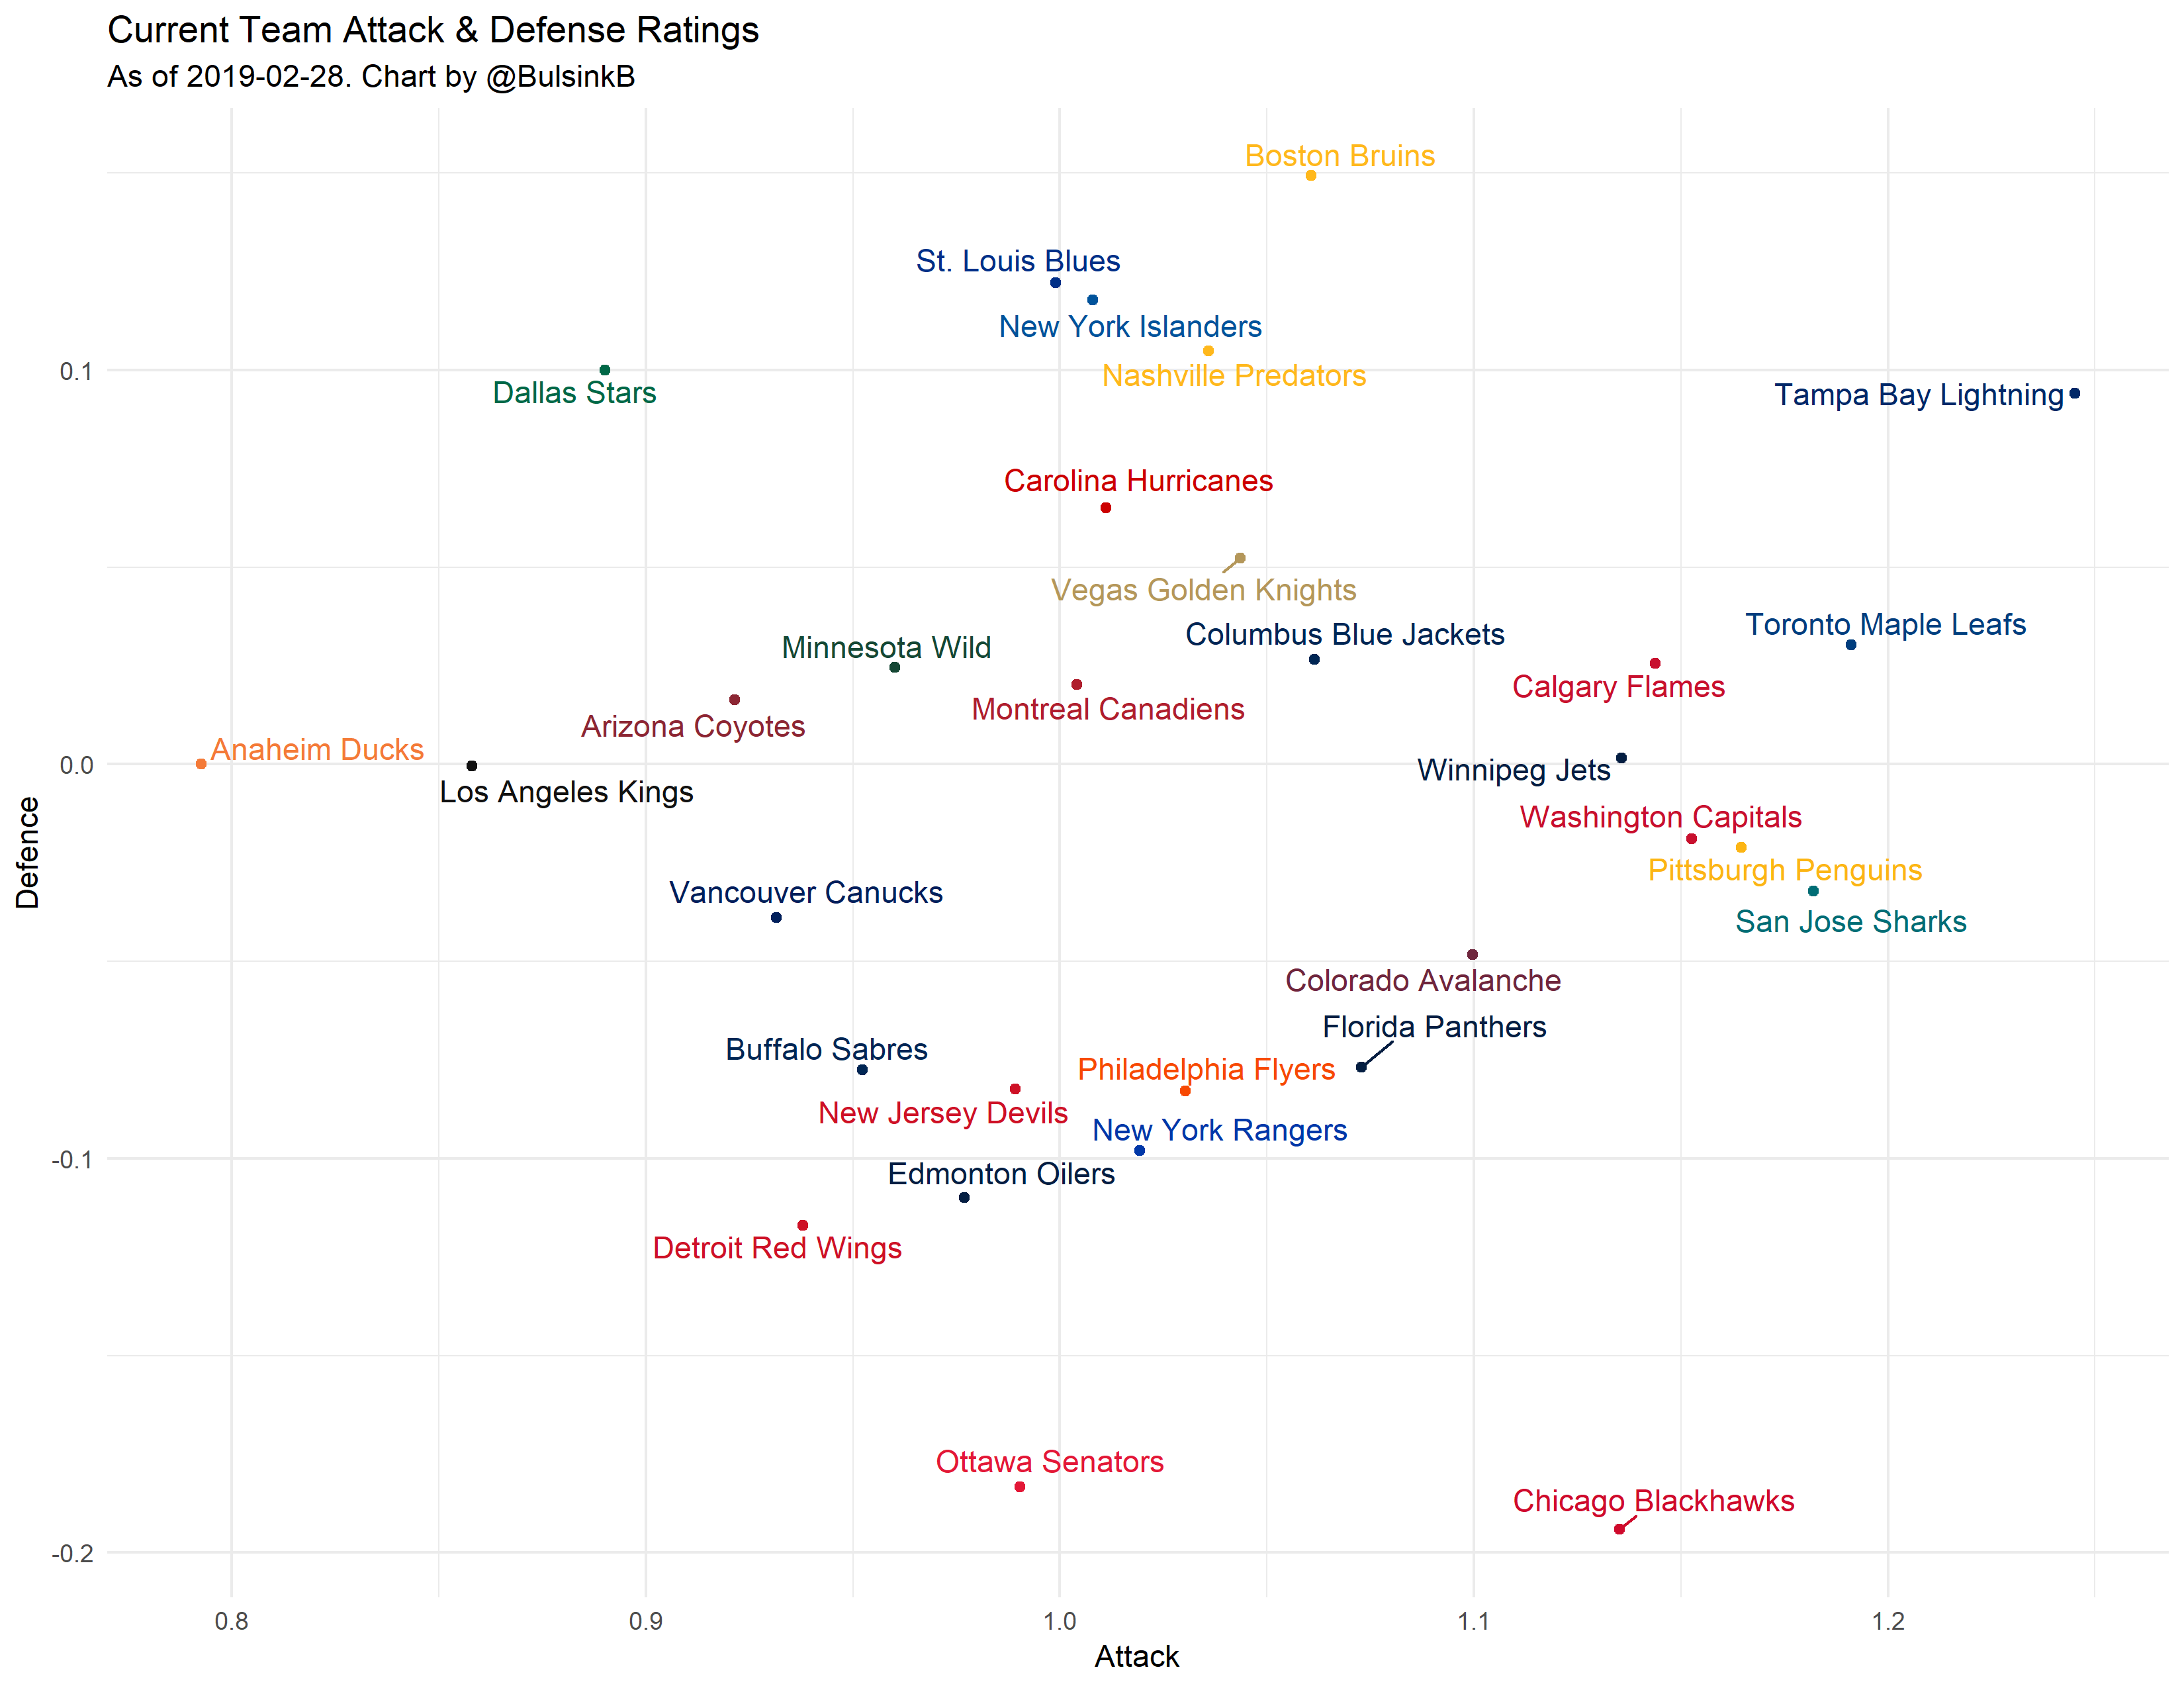 Current Team Attack & Defense Ratings
As of 2019-02-28. Chart by @BulsinkB
Boston Bruins
St. Louis Blues
New York Islanders
0.1
Nashville Predators
Dallas Stars
Tampa Bay Lightning
Carolina Hurricanes
Vegas Golden Knights
Toronto Maple Leafs
Columbus Blue Jackets
Minnesota Wild
Calgary Flames
Montreal Canadiens
Arizona Coyotes
Anaheim Ducks
0.0
Winnipeg Jets
Los Angeles Kings
Washington Capitals
Defence
Pittsburgh Penguins
Vancouver Canucks
San Jose Sharks
Colorado Avalanche
Florida Panthers
Buffalo Sabres
Philadelphia Flyers
New Jersey Devils
New York Rangers
-0.1
Edmonton Oilers
Detroit Red Wings
Ottawa Senators
Chicago Blackhawks
-0.2
0.8 0.9 1.0 1.1 1.2
Attack